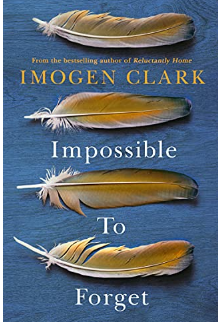 From the bestselling author of Reluctantly Home
IMOGEN CLARK
Impossible
To
Forget